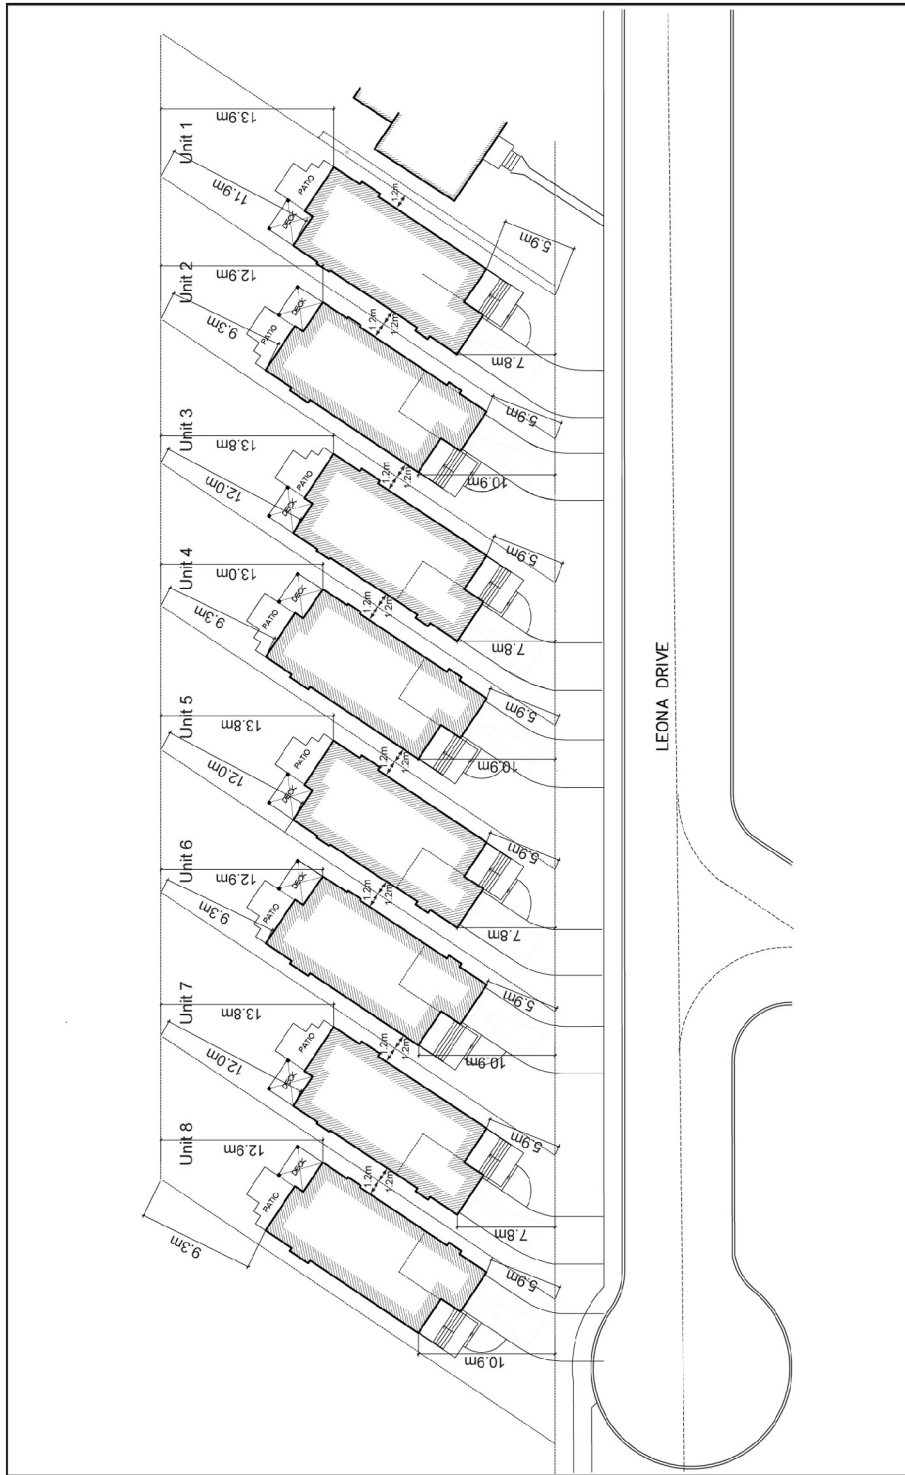 13.9m
Unit 1
11.9m
PATIO
DECK
1.2m
5.9m
12.9m
Unit 2
9.3m
DECK
PATIO
1.2m
1.2m
7.8m
5.9m
Unit 3
13.8m
12.0m
PATIO
DECK
1.2m
1.2m
10.9m
5.9m
Unit 4
13.0m
9.3m
DECK
PATIO
1.2m
1.2m
7.8m
5.9m
LEONA DRIVE
Unit 5
13.8m
12.0m
PATIO
DECK
1.2m
1.2m
10.9m
5.9m
Unit 6
12.9m
9.3m
DECK
PATIO
1.2m
1.2m
7.8m
5.9m
Unit 7
13.8m
12.0m
PATIO
DECK
1.2m
1.2m
10.9m
5.9m
Unit 8
12.9m
9.3m
DECK
PATIO
1.2m
1.2m
7.8m
5.9m
10.9m